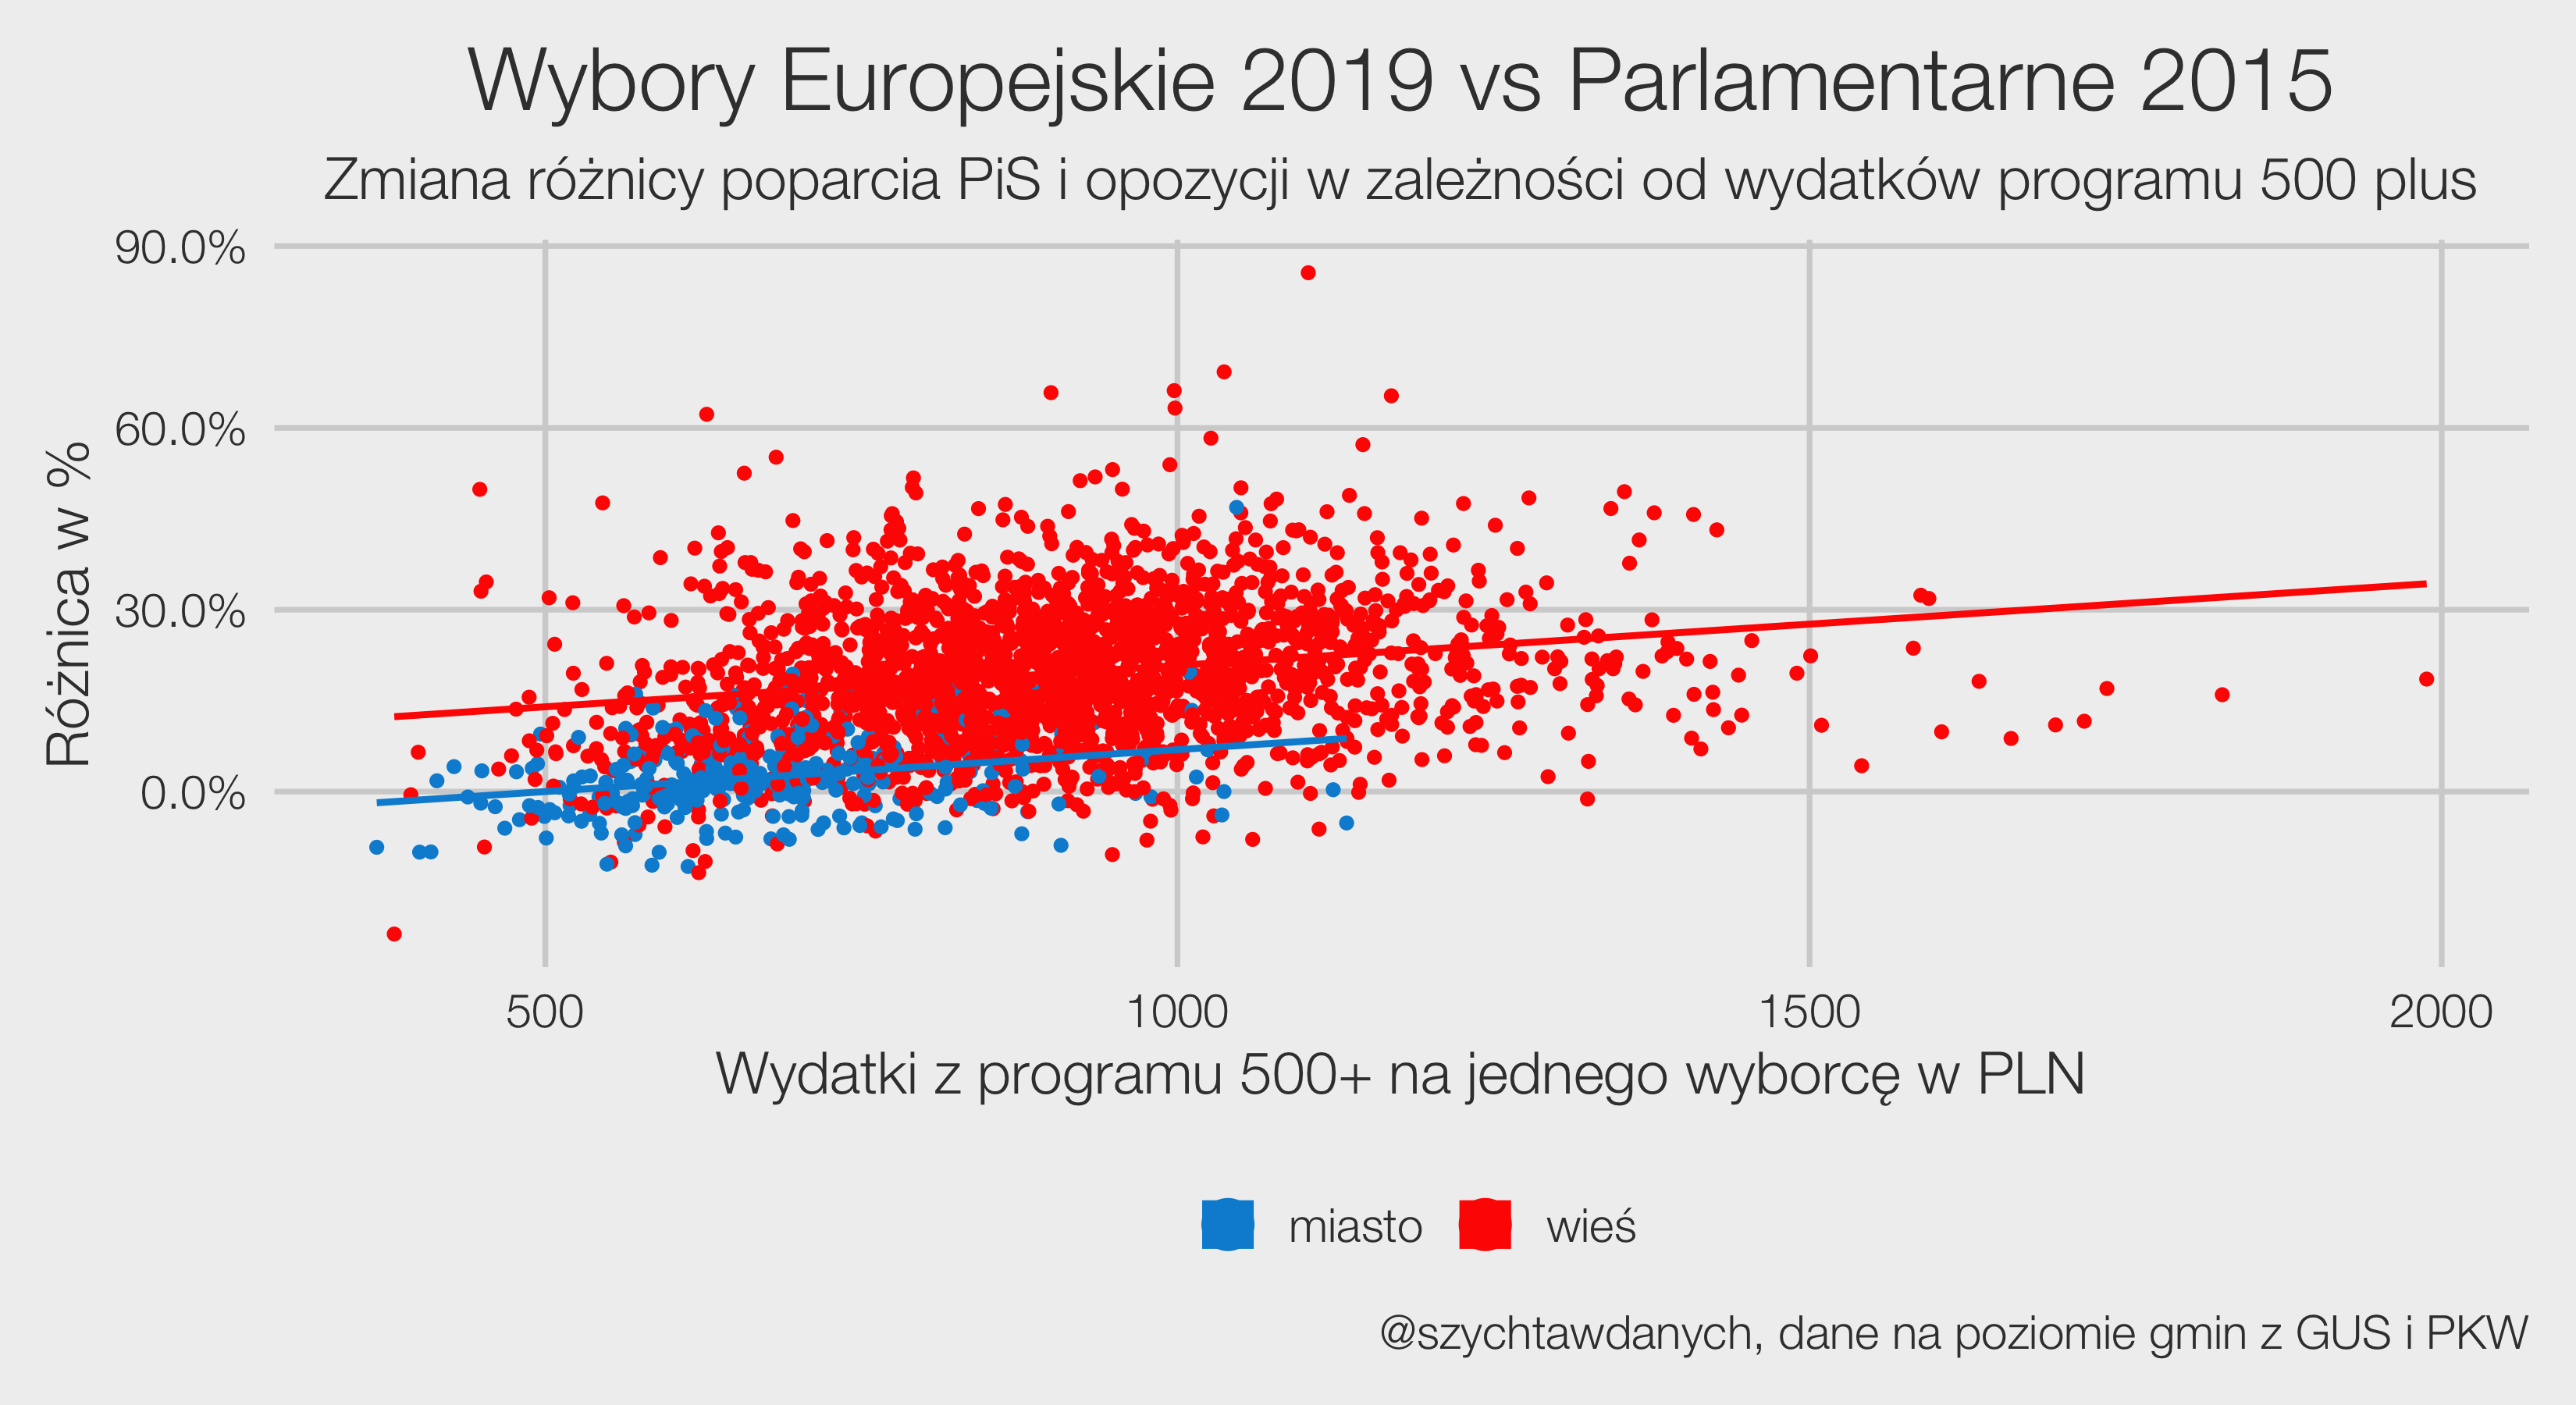 Wybory Europejskie 2019 vs Parlamentarne 2015
Zmiana różnicy poparcia PiS i opozycji w zależności od wydatków programu 500 plus
90.0%
60.0%
30.0%
0.0%
Różnica w %
500 1000 1500 2000
Wydatki z programu 500+ na jednego wyborcę w PLN
miasto wieś
@szychtawdanych, dane na poziomie gmin z GUS i PKW